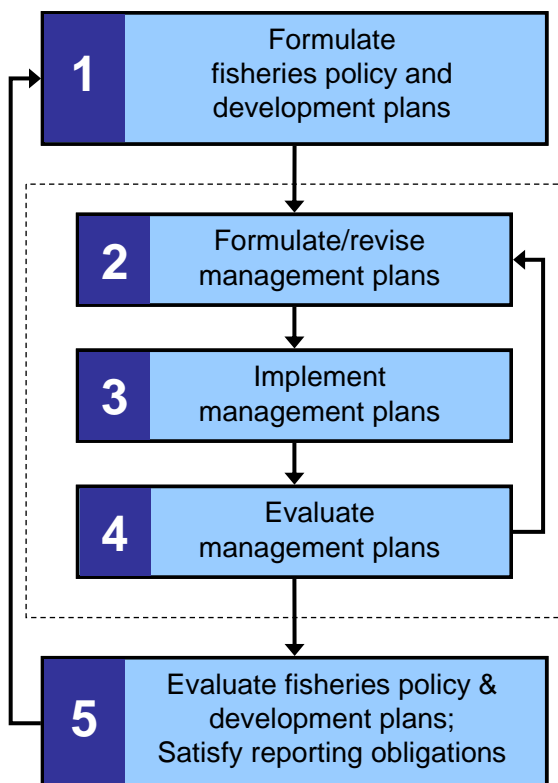 1
Formulate
fisheries policy and
development plans
2
Formulate/revise
management plans
3
Implement
management plans
4
Evaluate
management plans
5
Evaluate fisheries policy &
development plans;
Satisfy reporting obligations